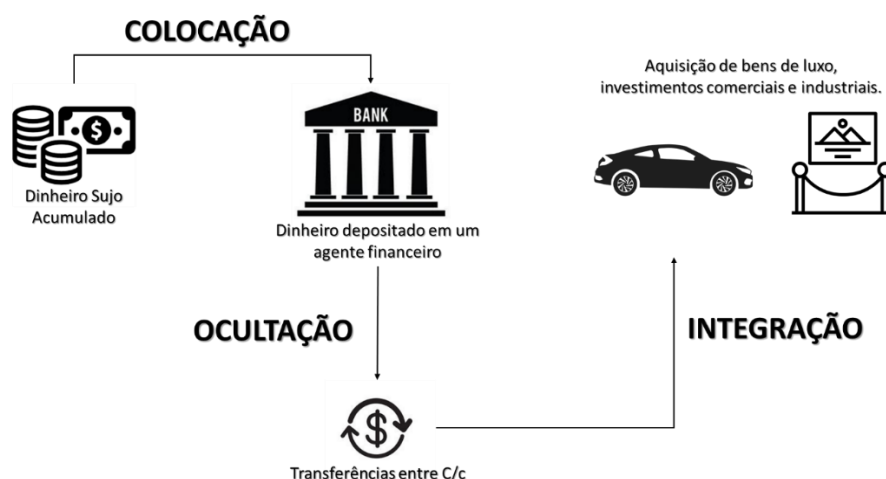 COLOCAÇÃO
$
Dinheiro Sujo
Acumulado
BANK
Dinheiro depositado em um
agente financeiro
Aquisição de bens de luxo,
investimentos comerciais e industriais.
OCULTAÇÃO
INTEGRAÇÃO
$
Transferências entre C/c